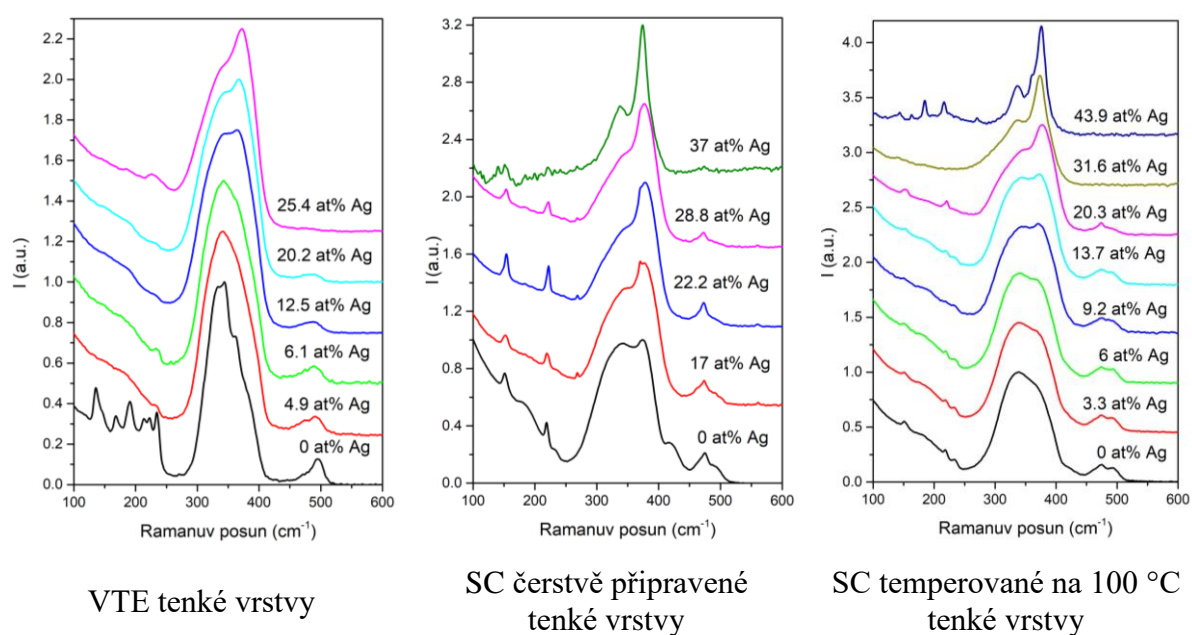 2.2
2.0
1.8
1.6
1.4
1.2
1.0
0.8
0.6
0.4
0.2
0.0
I (a.u.)
25.4 at% Ag
20.2 at% Ag
12.5 at% Ag
6.1 at% Ag
4.9 at% Ag
0 at% Ag
100 200 300 400 500 600
Ramanuv posun (cm⁻¹)
VTE tenké vrstvy
3.2
2.8
2.4
2.0
1.6
1.2
0.8
0.4
0.0
I (a.u.)
37 at% Ag
28.8 at% Ag
22.2 at% Ag
17 at% Ag
0 at% Ag
100 200 300 400 500 600
Ramanuv posun (cm⁻¹)
SC čerstvě připravené
tenké vrstvy
4.0
3.5
3.0
2.5
2.0
1.5
1.0
0.5
0.0
I (a.u.)
43.9 at% Ag
31.6 at% Ag
20.3 at% Ag
13.7 at% Ag
9.2 at% Ag
6 at% Ag
3.3 at% Ag
0 at% Ag
100 200 300 400 500 600
Ramanuv posun (cm⁻¹)
SC temperované na 100 °C
tenké vrstvy